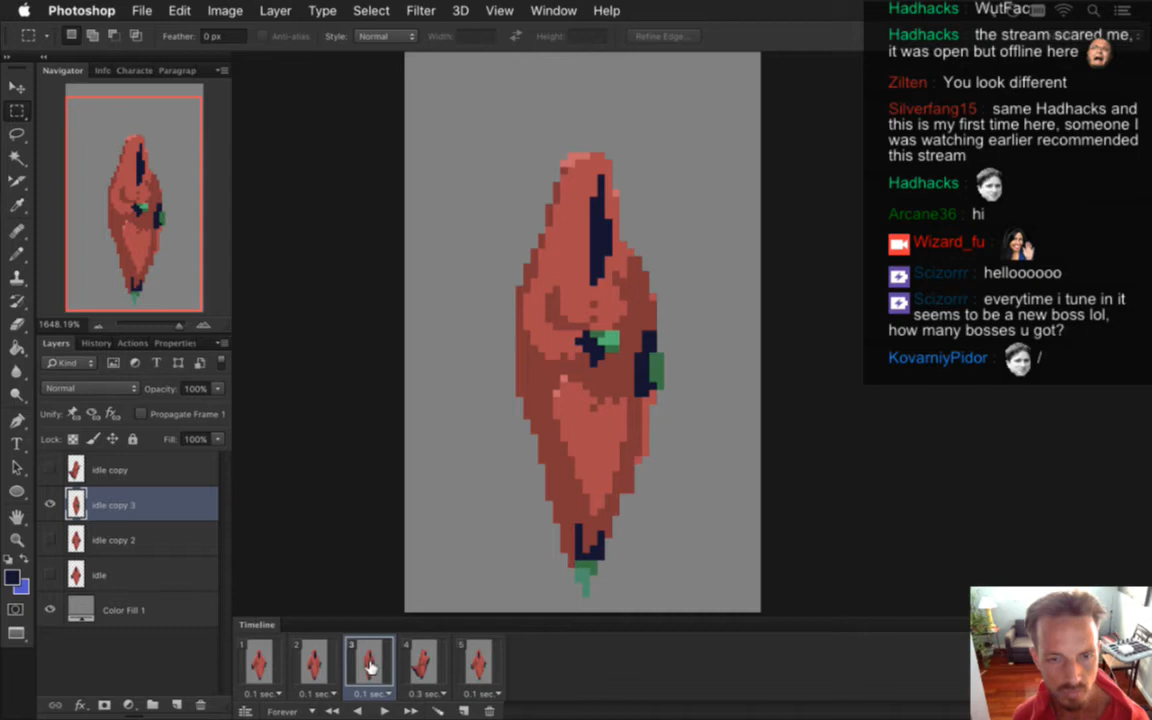 Photoshop File Edit Image Layer Type Select Filter 3D View Window Help
Feather: 0 px Anti-alias Style: Normal Width: Height: Refine Edge...
Navigator Info Characte Paragrap
1648.19%
Layers History Actions Properties
Kind
Normal Opacity: 100%
Unify: Propagate Frame 1
Lock: Fill: 100%
idle copy
idle copy 3
idle copy 2
idle
Color Fill 1
Timeline
1 2 3 4 5
0.1 sec. 0.1 sec. 0.1 sec. 0.3 sec. 0.1 sec.
Forever
Hadhacks : WutFac
Hadhacks : the stream scared me,
it was open but offline here
Zilten : You look different
Silverfang15 : same Hadhacks and
this is my first time here, someone I
was watching earlier recommended
this stream
Hadhacks :
Arcane36 : hi
Wizard_fu :
Scizorrr : helloooooo
Scizorrr : everytime i tune in it
seems to be a new boss lol,
how many bosses u got?
KovamiyPidor : /